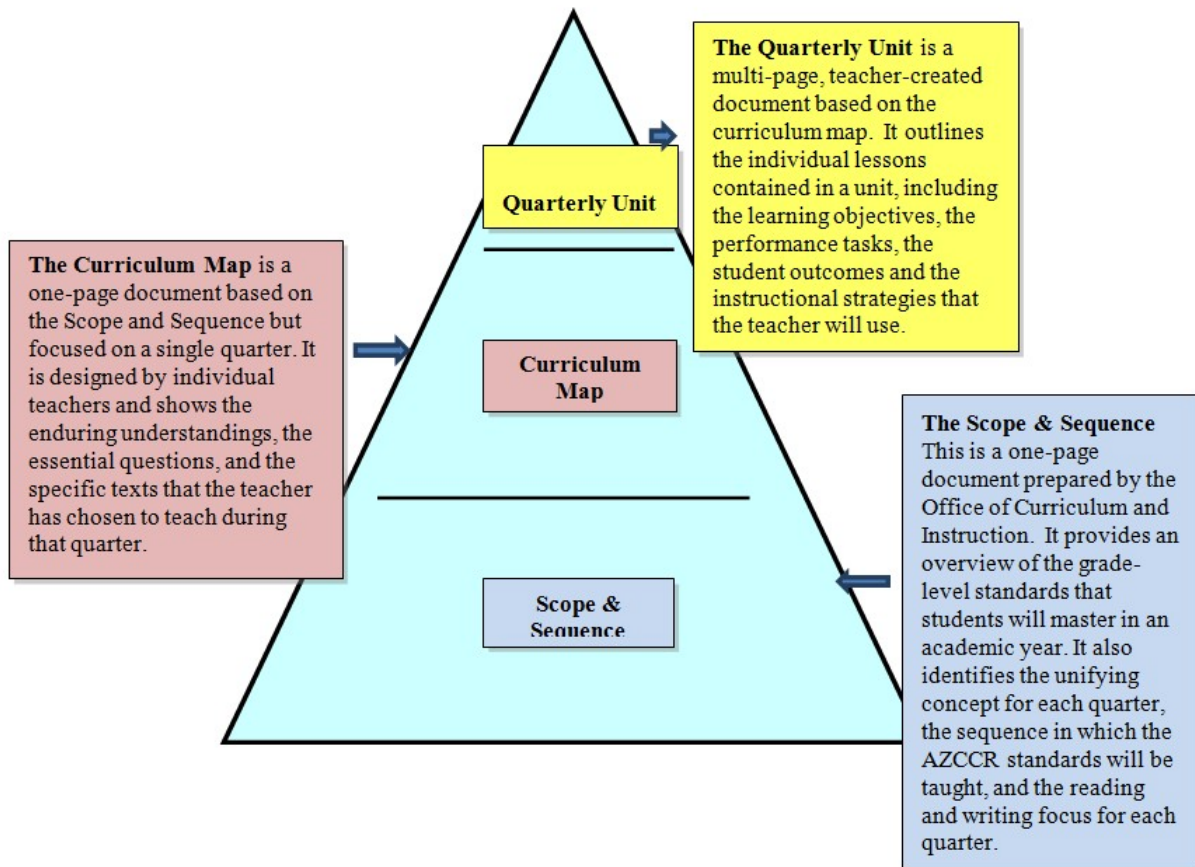 The Quarterly Unit is a
multi-page, teacher-created
document based on the
curriculum map.  It outlines
the individual lessons
contained in a unit, including
the learning objectives, the
performance tasks, the
student outcomes and the
instructional strategies that
the teacher will use.
Quarterly Unit
The Curriculum Map is a
one-page document based on
the Scope and Sequence but
focused on a single quarter. It
is designed by individual
teachers and shows the
enduring understandings, the
essential questions, and the
specific texts that the teacher
has chosen to teach during
that quarter.
Curriculum
Map
The Scope & Sequence
This is a one-page
document prepared by the
Office of Curriculum and
Instruction.  It provides an
overview of the grade-
level standards that
students will master in an
academic year. It also
identifies the unifying
concept for each quarter,
the sequence in which the
AZCCR standards will be
taught, and the reading
and writing focus for each
quarter.
Scope &
Sequence